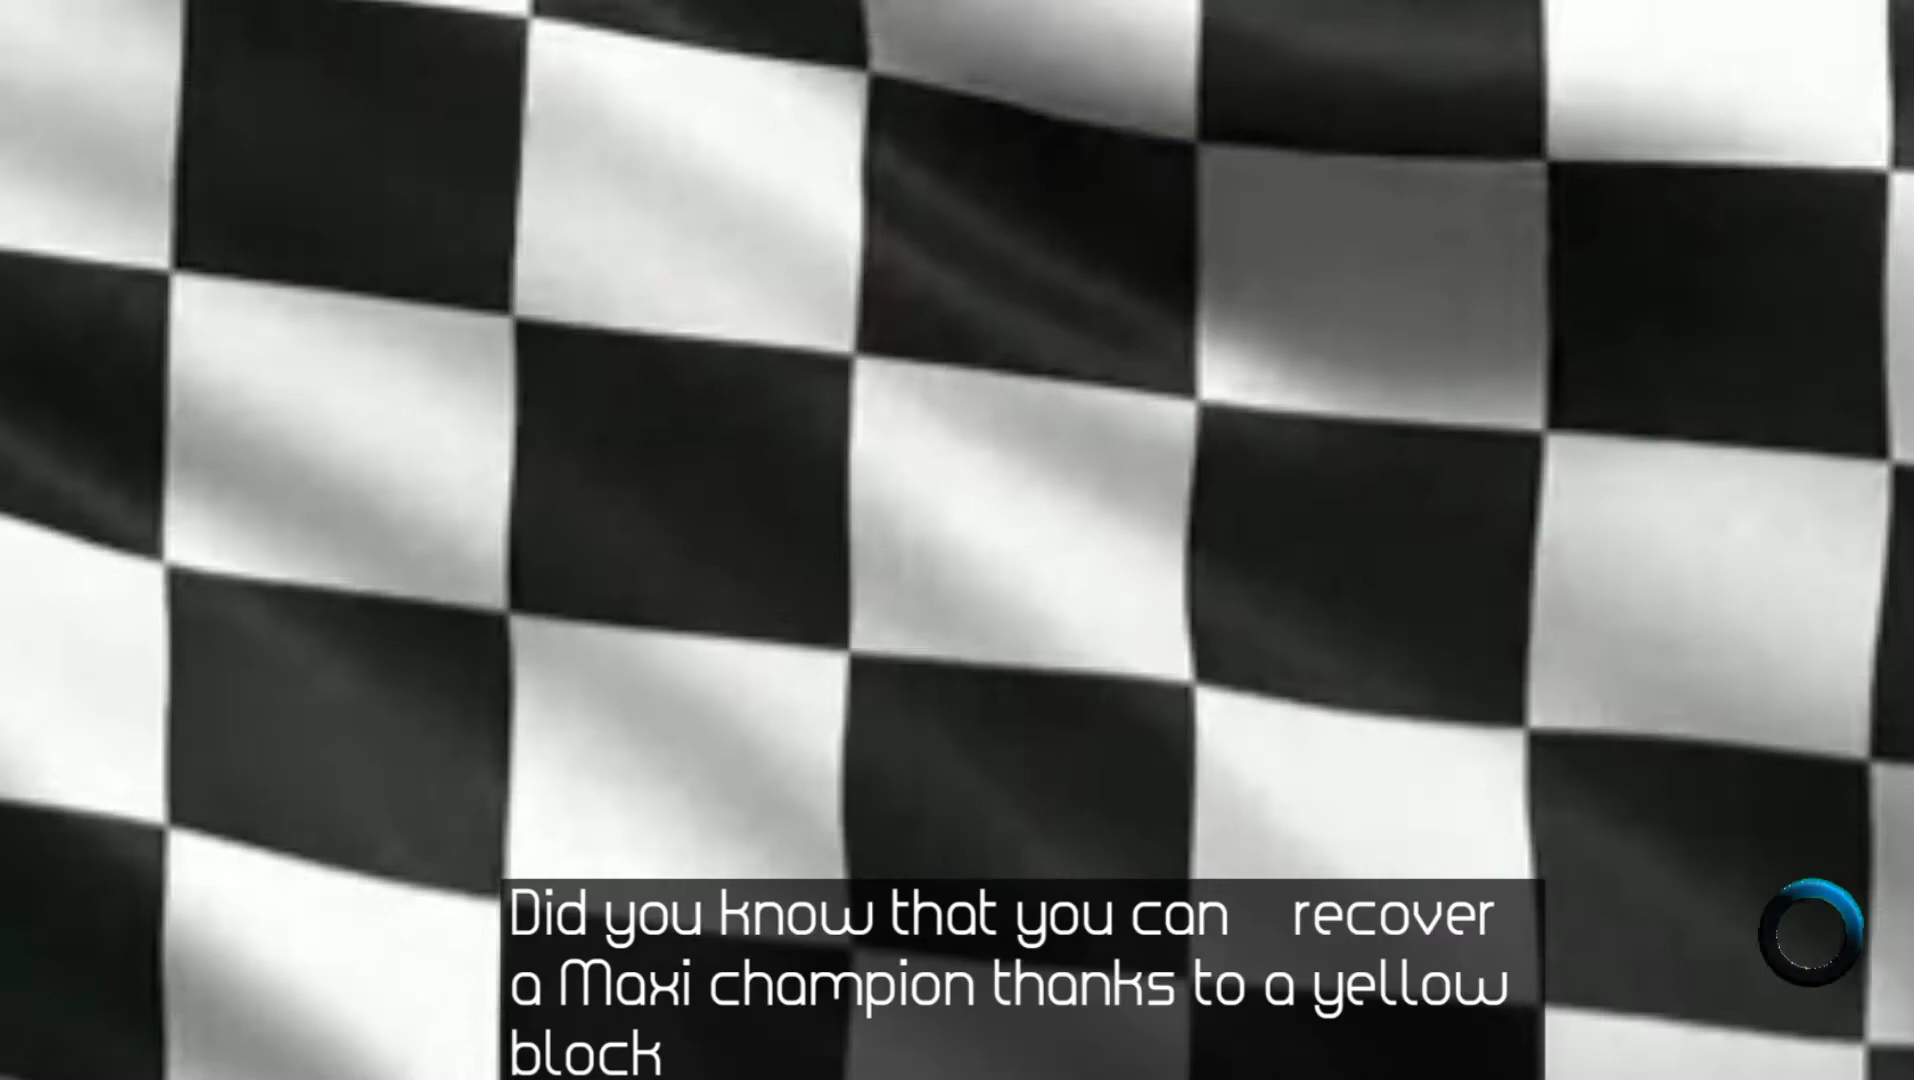 Did you know that you can    recover
a Maxi champion thanks to a yellow
block